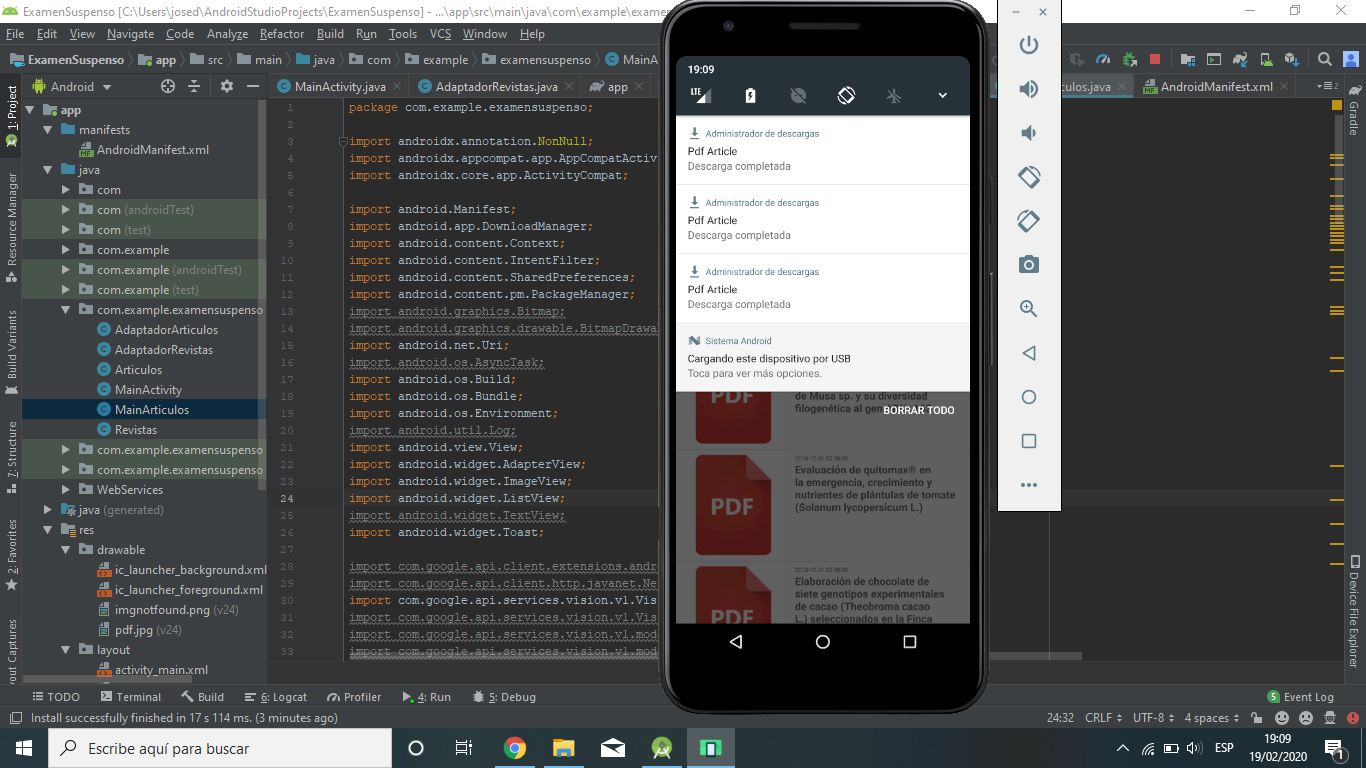 ExamenSuspenso [C:\Users\josed\AndroidStudioProjects\ExamenSuspenso] - ...\app\src\main\java\com\example\examen
File Edit View Navigate Code Analyze Refactor Build Run Tools VCS Window Help
ExamenSuspenso app src main java com example examensuspenso MainA
Android
MainActivity.java AdaptadorRevistas.java app culos.java AndroidManifest.xml
2
1: Project
Resource Manager
Build Variants
7: Structure
2: Favorites
out Captures
app
manifests
AndroidManifest.xml
java
com
com (androidTest)
com (test)
com.example
com.example (androidTest)
com.example (test)
com.example.examensuspenso
AdaptadorArticulos
AdaptadorRevistas
Articulos
MainActivity
MainArticulos
Revistas
com.example.examensuspenso
com.example.examensuspenso
WebServices
java (generated)
res
drawable
ic_launcher_background.xml
ic_launcher_foreground.xml
imgnotfound.png (v24)
pdf.jpg (v24)
layout
activity_main.xml
1 package com.example.examensuspenso;
2
3 import androidx.annotation.NonNull;
4 import androidx.appcompat.app.AppCompatActiv
5 import androidx.core.app.ActivityCompat;
6
7 import android.Manifest;
8 import android.app.DownloadManager;
9 import android.content.Context;
10 import android.content.IntentFilter;
11 import android.content.SharedPreferences;
12 import android.content.pm.PackageManager;
13 import android.graphics.Bitmap;
14 import android.graphics.drawable.BitmapDrawa
15 import android.net.Uri;
16 import android.os.AsyncTask;
17 import android.os.Build;
18 import android.os.Bundle;
19 import android.os.Environment;
20 import android.util.Log;
21 import android.view.View;
22 import android.widget.AdapterView;
23 import android.widget.ImageView;
24 import android.widget.ListView;
25 import android.widget.TextView;
26 import android.widget.Toast;
27
28 import com.google.api.client.extensions.andr
29 import com.google.api.client.http.javanet.Ne
30 import com.google.api.services.vision.v1.Vis
31 import com.google.api.services.vision.v1.Vis
32 import com.google.api.services.vision.v1.mod
33 import com.google.api.services.vision.v1.mod
19:09
LTE
Administrador de descargas
Pdf Article
Descarga completada
Administrador de descargas
Pdf Article
Descarga completada
Administrador de descargas
Pdf Article
Descarga completada
Sistema Android
Cargando este dispositivo por USB
Toca para ver más opciones.
PDF
de Musa sp. y su diversidad
filogenética al gen
BORRAR TODO
PDF
Evaluación de quitomax® en
la emergencia, crecimiento y
nutrientes de plántulas de tomate
(Solanum lycopersicum L.)
PDF
Elaboración de chocolate de
siete genotipos experimentales
de cacao (Theobroma cacao
L.) seleccionados en la Finca
Gradle
Device File Explorer
TODO Terminal Build 6: Logcat Profiler 4: Run 5: Debug 5 Event Log
Install successfully finished in 17 s 114 ms. (3 minutes ago) 24:32 CRLF UTF-8 4 spaces
Escribe aquí para buscar
ESP
19:09
19/02/2020
1